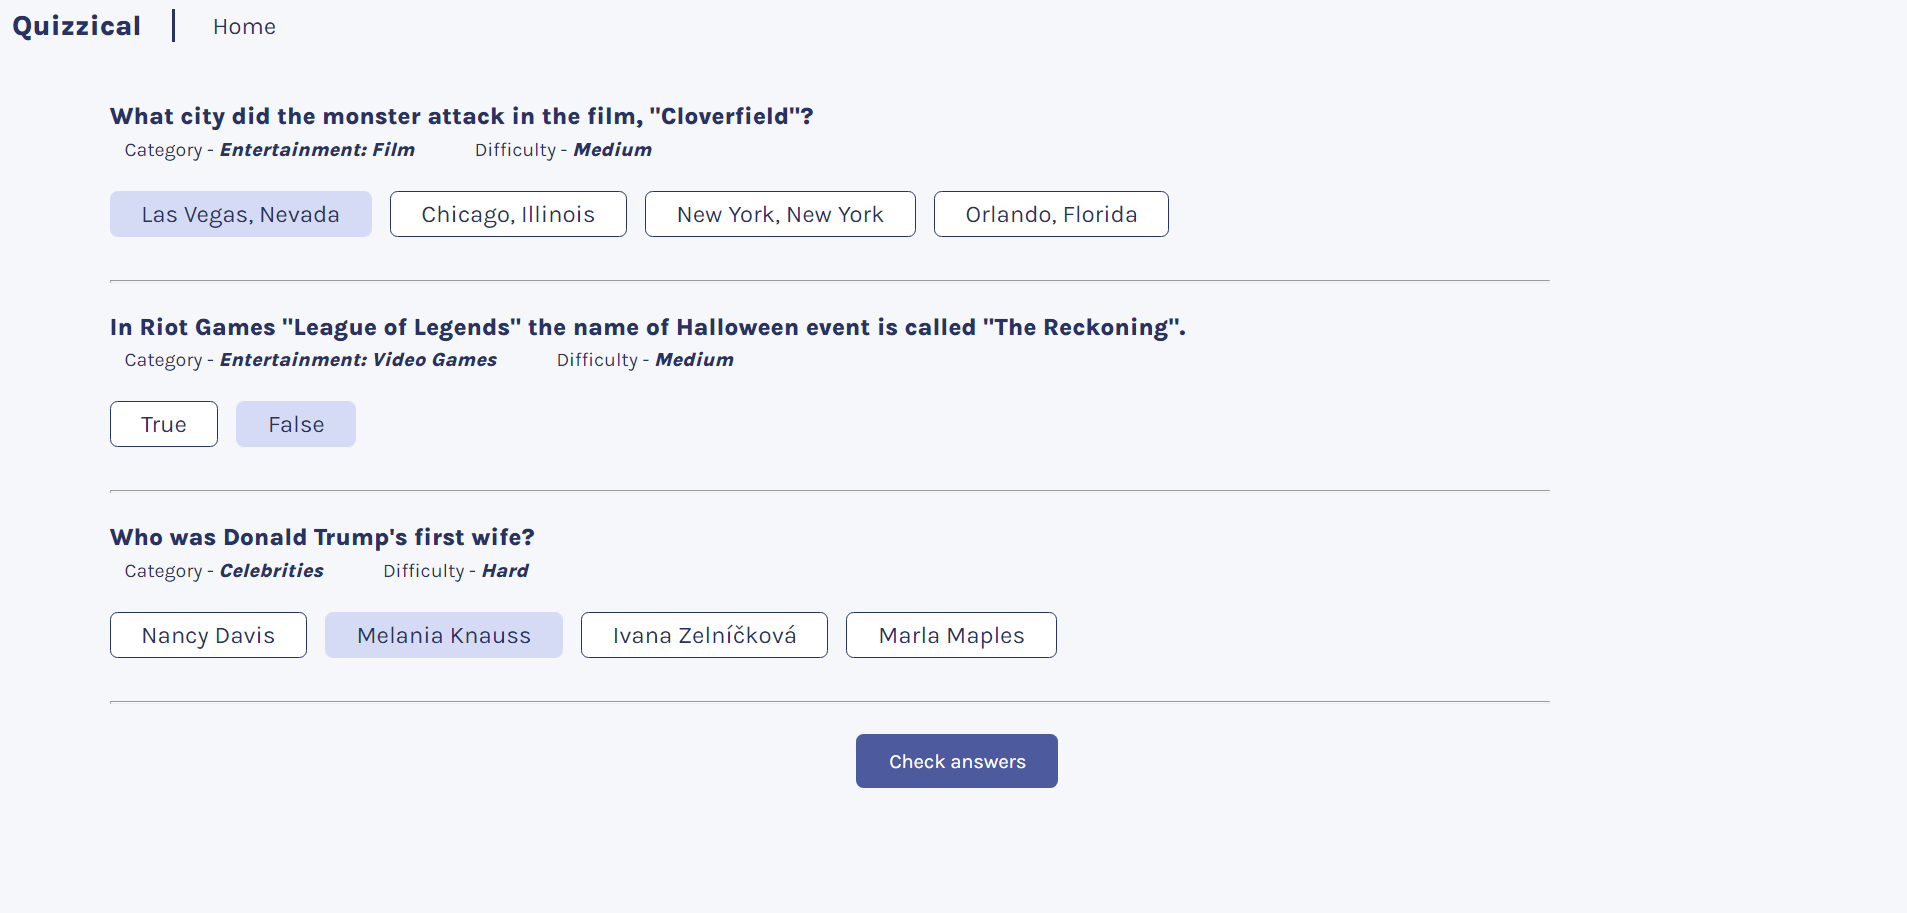 Quizzical Home
What city did the monster attack in the film, "Cloverfield"?
Category - Entertainment: Film Difficulty - Medium
Las Vegas, Nevada Chicago, Illinois New York, New York Orlando, Florida
In Riot Games "League of Legends" the name of Halloween event is called "The Reckoning".
Category - Entertainment: Video Games Difficulty - Medium
True False
Who was Donald Trump's first wife?
Category - Celebrities Difficulty - Hard
Nancy Davis Melania Knauss Ivana Zelníčková Marla Maples
Check answers